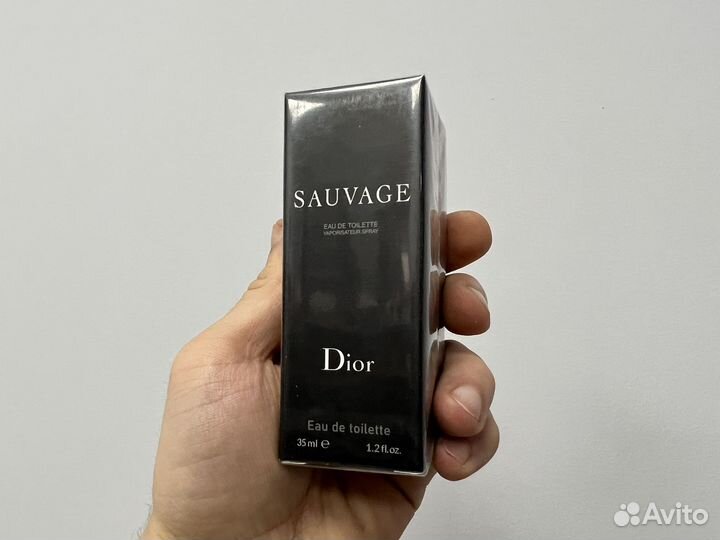 SAUVAGE
EAU DE TOILETTE
VAPORISATEUR SPRAY
Dior
Eau de toilette
35 ml ℮ 1.2 fl.oz.
Avito